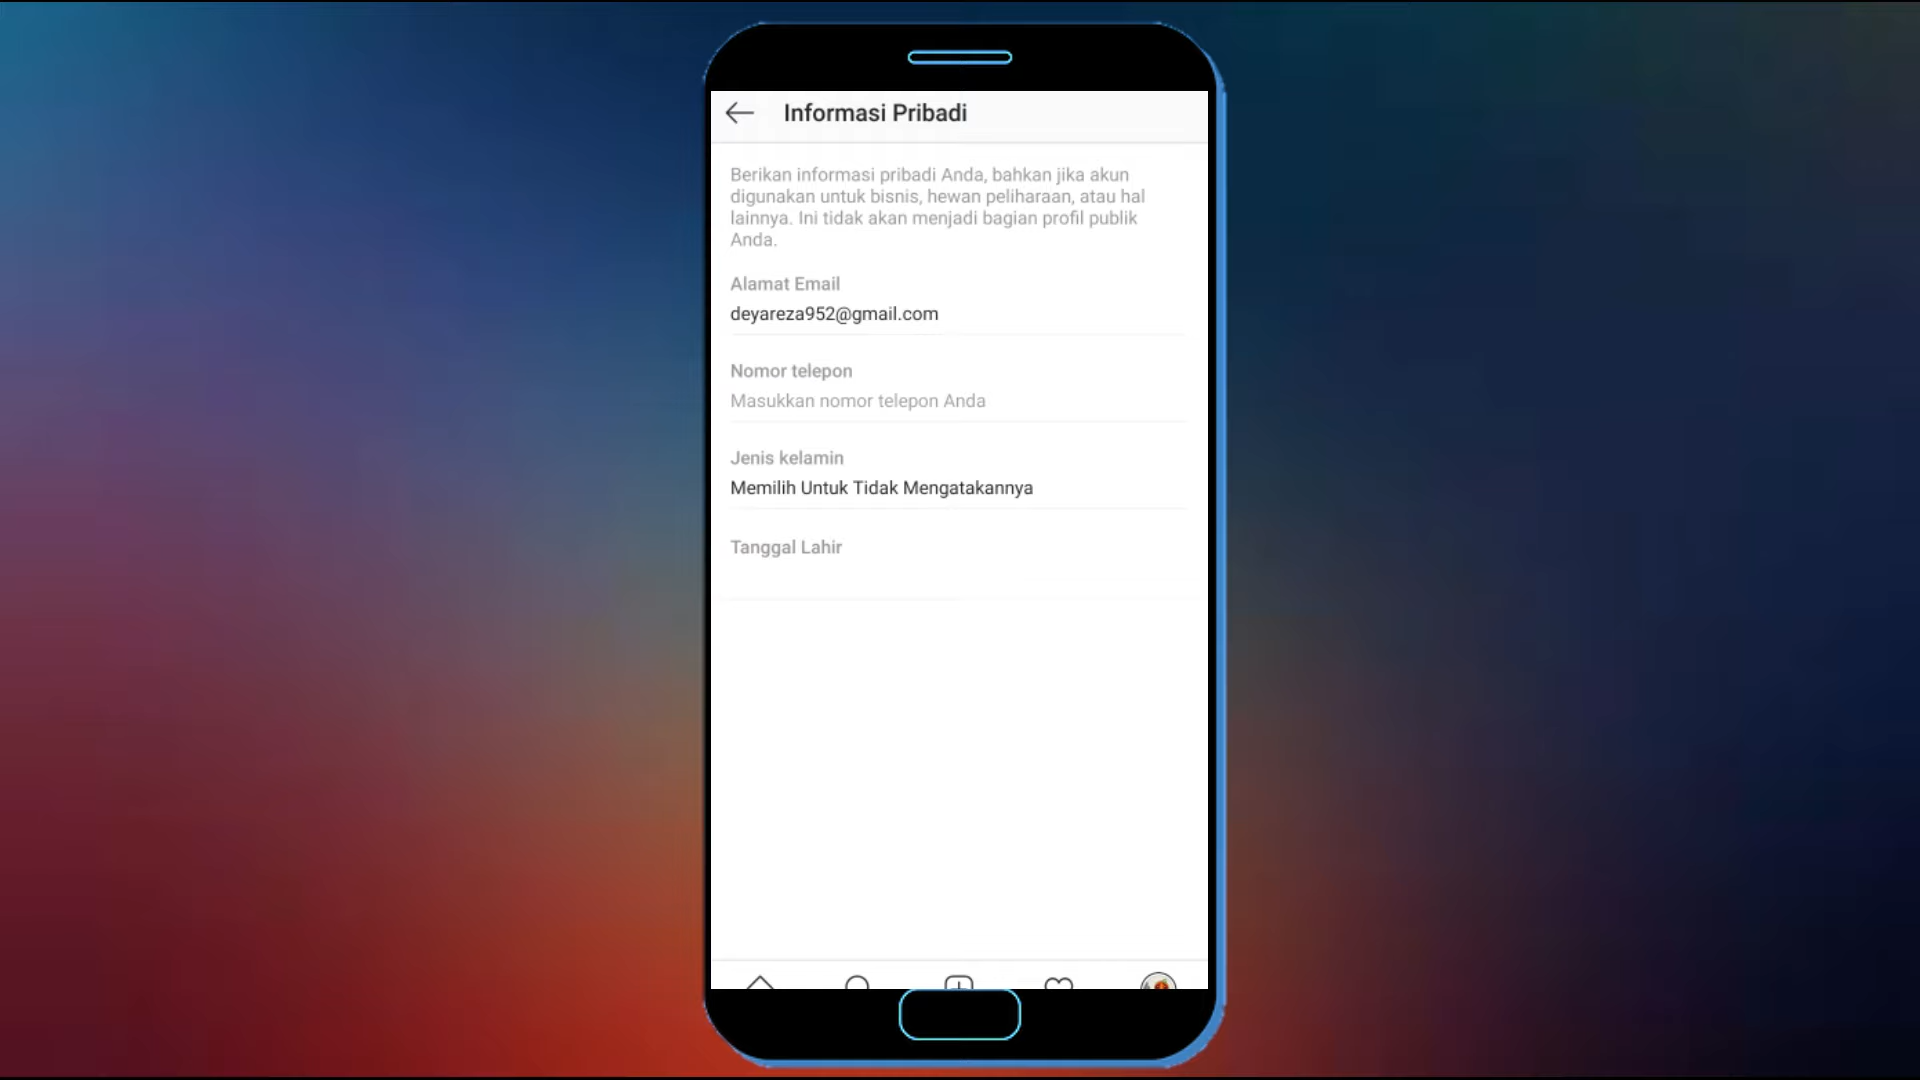 Informasi Pribadi
Berikan informasi pribadi Anda, bahkan jika akun
digunakan untuk bisnis, hewan peliharaan, atau hal
lainnya. Ini tidak akan menjadi bagian profil publik
Anda.
Alamat Email
deyareza952@gmail.com
Nomor telepon
Masukkan nomor telepon Anda
Jenis kelamin
Memilih Untuk Tidak Mengatakannya
Tanggal Lahir